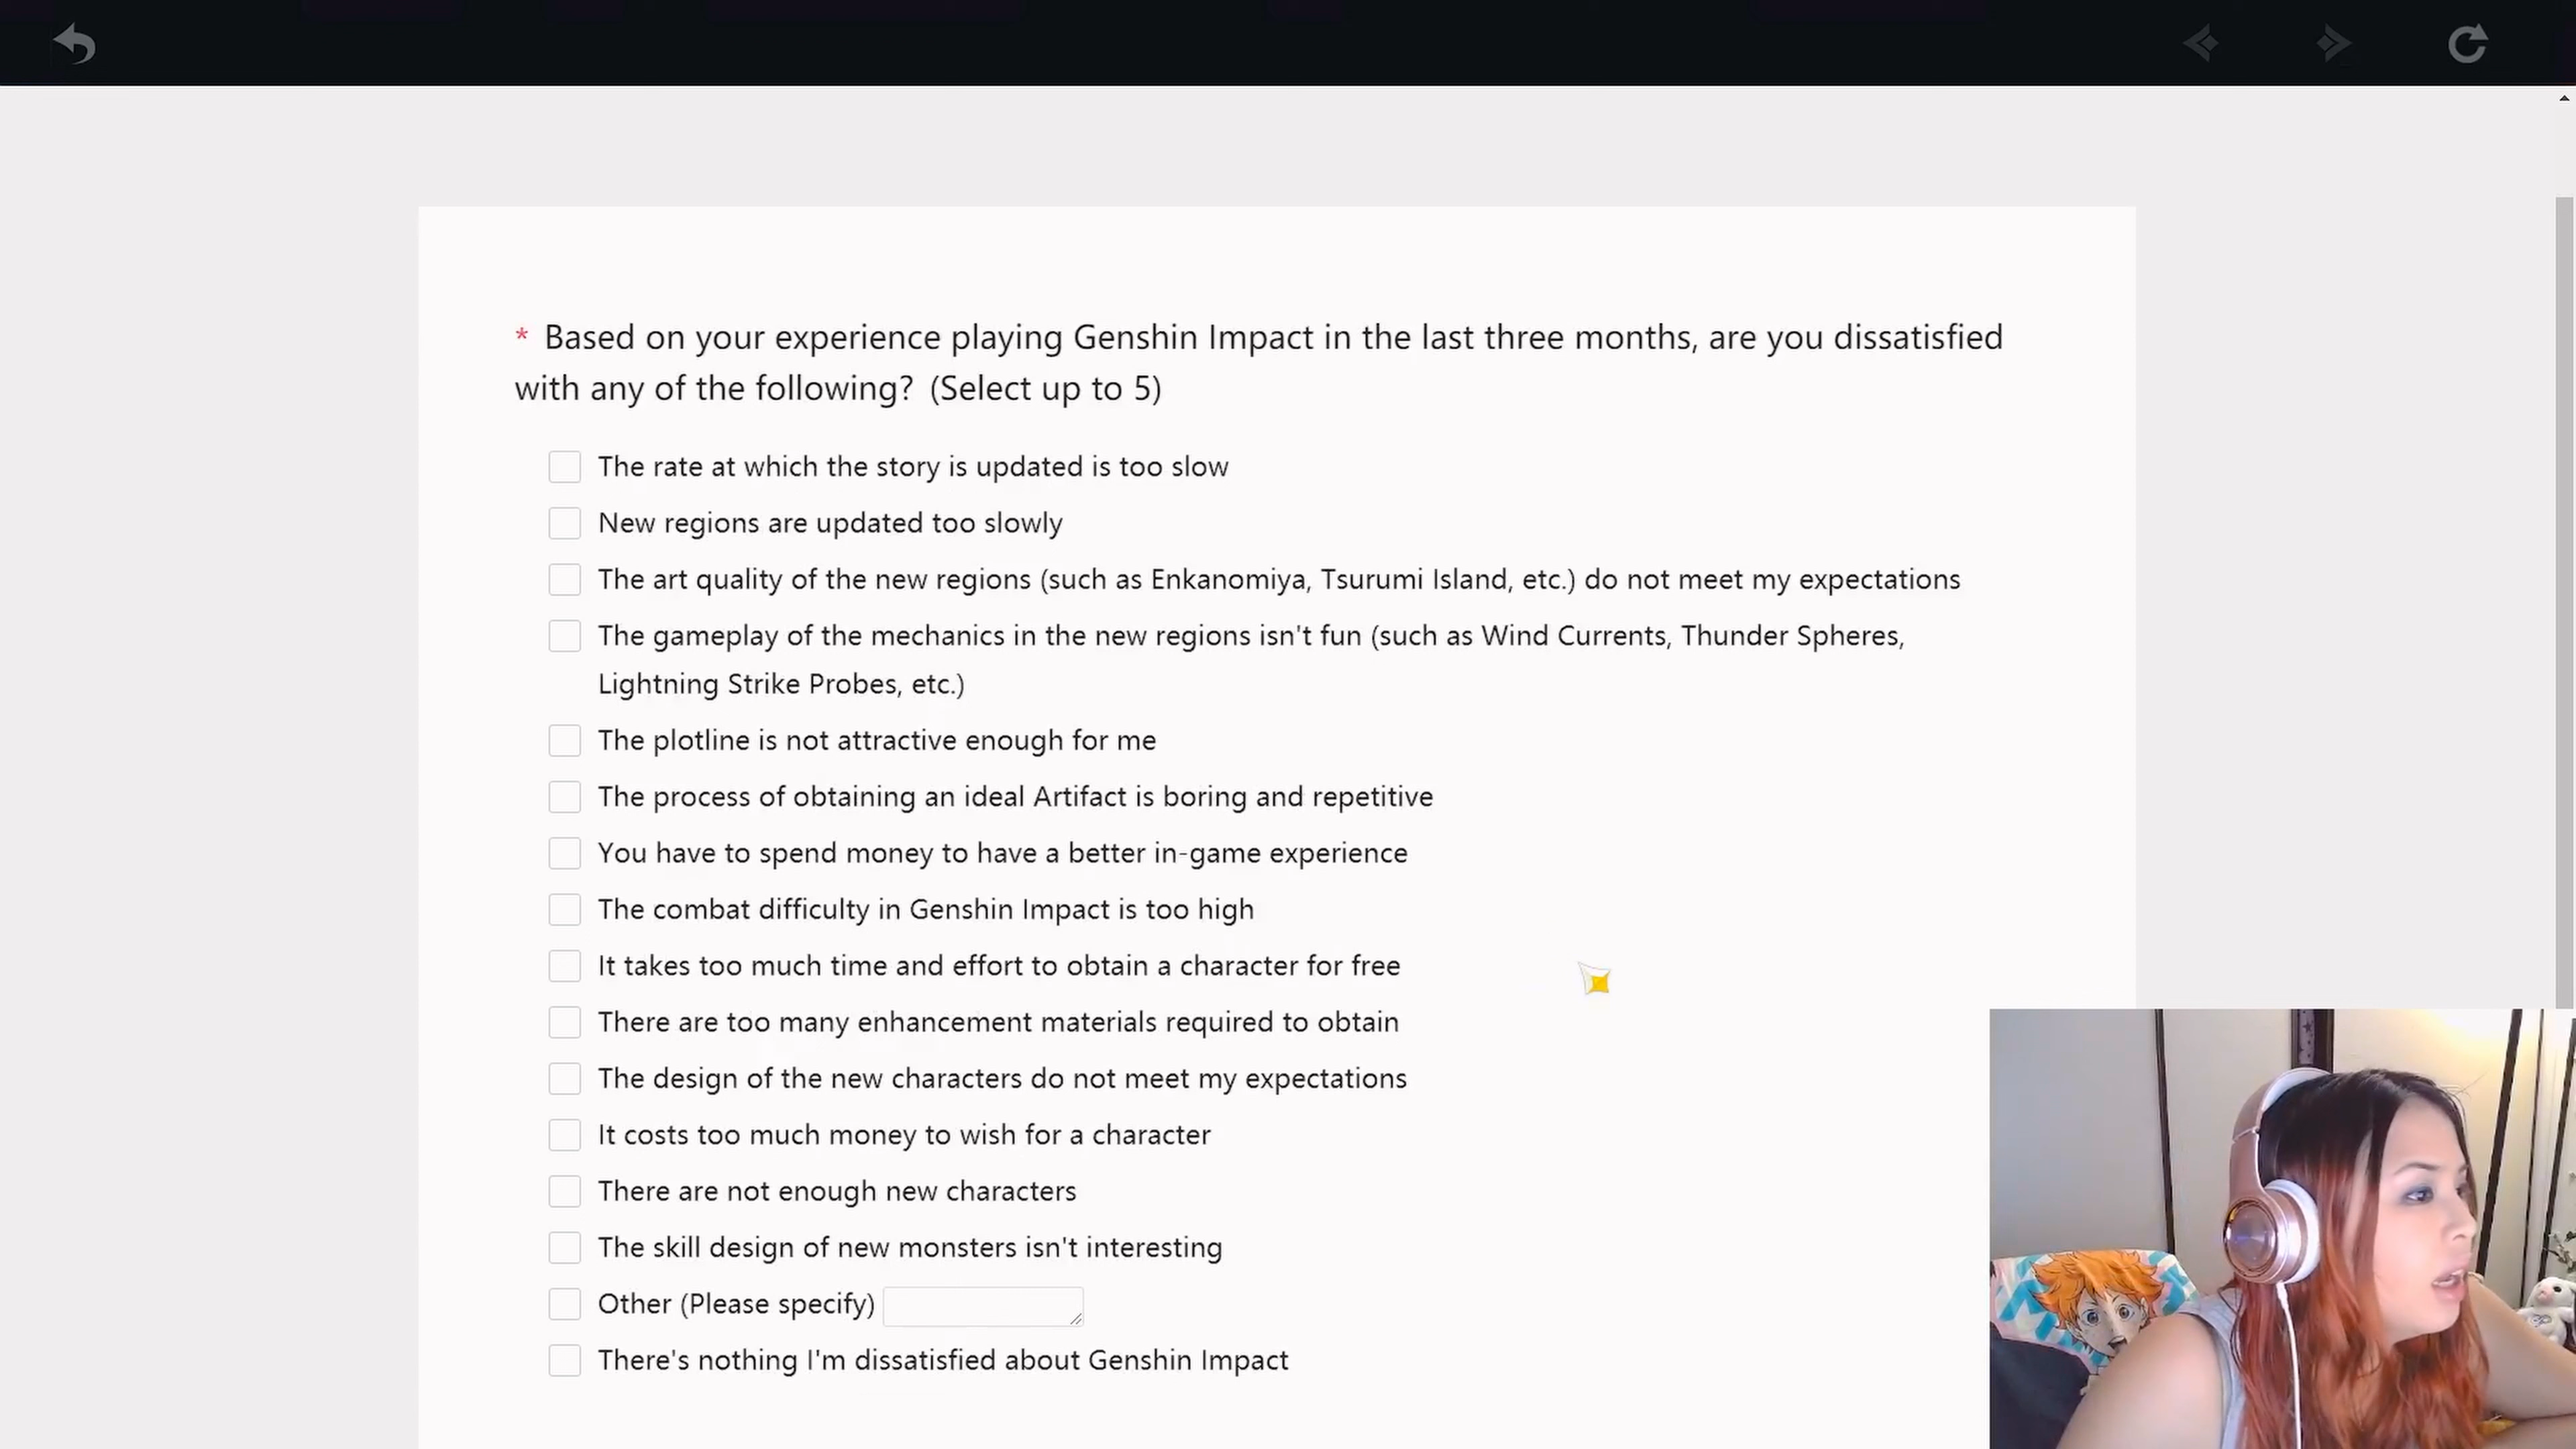 * Based on your experience playing Genshin Impact in the last three months, are you dissatisfied
with any of the following? (Select up to 5)
The rate at which the story is updated is too slow
New regions are updated too slowly
The art quality of the new regions (such as Enkanomiya, Tsurumi Island, etc.) do not meet my expectations
The gameplay of the mechanics in the new regions isn't fun (such as Wind Currents, Thunder Spheres,
Lightning Strike Probes, etc.)
The plotline is not attractive enough for me
The process of obtaining an ideal Artifact is boring and repetitive
You have to spend money to have a better in-game experience
The combat difficulty in Genshin Impact is too high
It takes too much time and effort to obtain a character for free
There are too many enhancement materials required to obtain
The design of the new characters do not meet my expectations
It costs too much money to wish for a character
There are not enough new characters
The skill design of new monsters isn't interesting
Other (Please specify)
There's nothing I'm dissatisfied about Genshin Impact